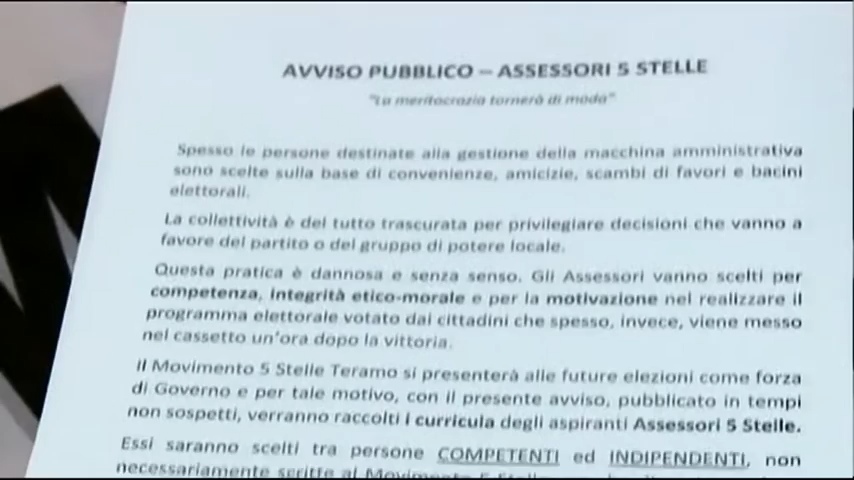 AVVISO PUBBLICO – ASSESSORI 5 STELLE
"La meritocrazia tornerà di moda"
Spesso le persone destinate alla gestione della macchina amministrativa
sono scelte sulla base di convenienze, amicizie, scambi di favori e bacini
elettorali.
La collettività è del tutto trascurata per privilegiare decisioni che vanno a
favore del partito o del gruppo di potere locale.
Questa pratica è dannosa e senza senso. Gli Assessori vanno scelti per
competenza, integrità etico-morale e per la motivazione nel realizzare il
programma elettorale votato dai cittadini che spesso, invece, viene messo
nel cassetto un'ora dopo la vittoria.
Il Movimento 5 Stelle Teramo si presenterà alle future elezioni come forza
di Governo e per tale motivo, con il presente avviso, pubblicato in tempi
non sospetti, verranno raccolti i curricula degli aspiranti Assessori 5 Stelle.
Essi saranno scelti tra persone COMPETENTI ed INDIPENDENTI, non
necessariamente scritte al Movimento 5 Stelle